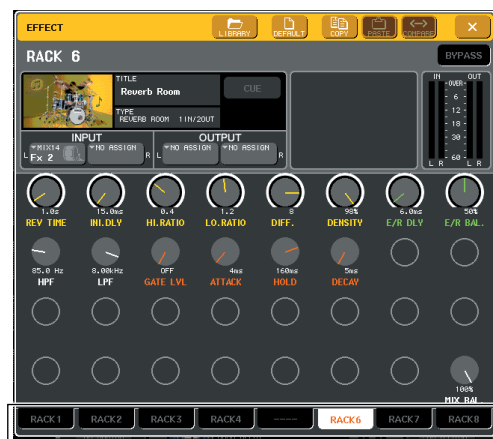 EFFECT
LIBRARY DEFAULT COPY PASTE COMPARE ×
RACK 6
BYPASS
TITLE
Reverb Room
CUE
TYPE
REVERB ROOM 1IN/2OUT
IN OUT
-OVER-
- 6 -
- 12 -
- 18 -
- 30 -
- 60 -
L R L R
INPUT OUTPUT
L MIX14 NO ASSIGN R L NO ASSIGN NO ASSIGN R
Fx 2
1.0s 15.0ms 0.4 1.2 8 98% 6.0ms 50%
REV TIME INI.DLY HI.RATIO LO.RATIO DIFF. DENSITY E/R DLY E/R BAL.
85.0 Hz 8.00kHz OFF 4ms 160ms 5ms
HPF LPF GATE LVL ATTACK HOLD DECAY
100%
MIX BAL.
RACK1 RACK2 RACK3 RACK4 ---- RACK6 RACK7 RACK8